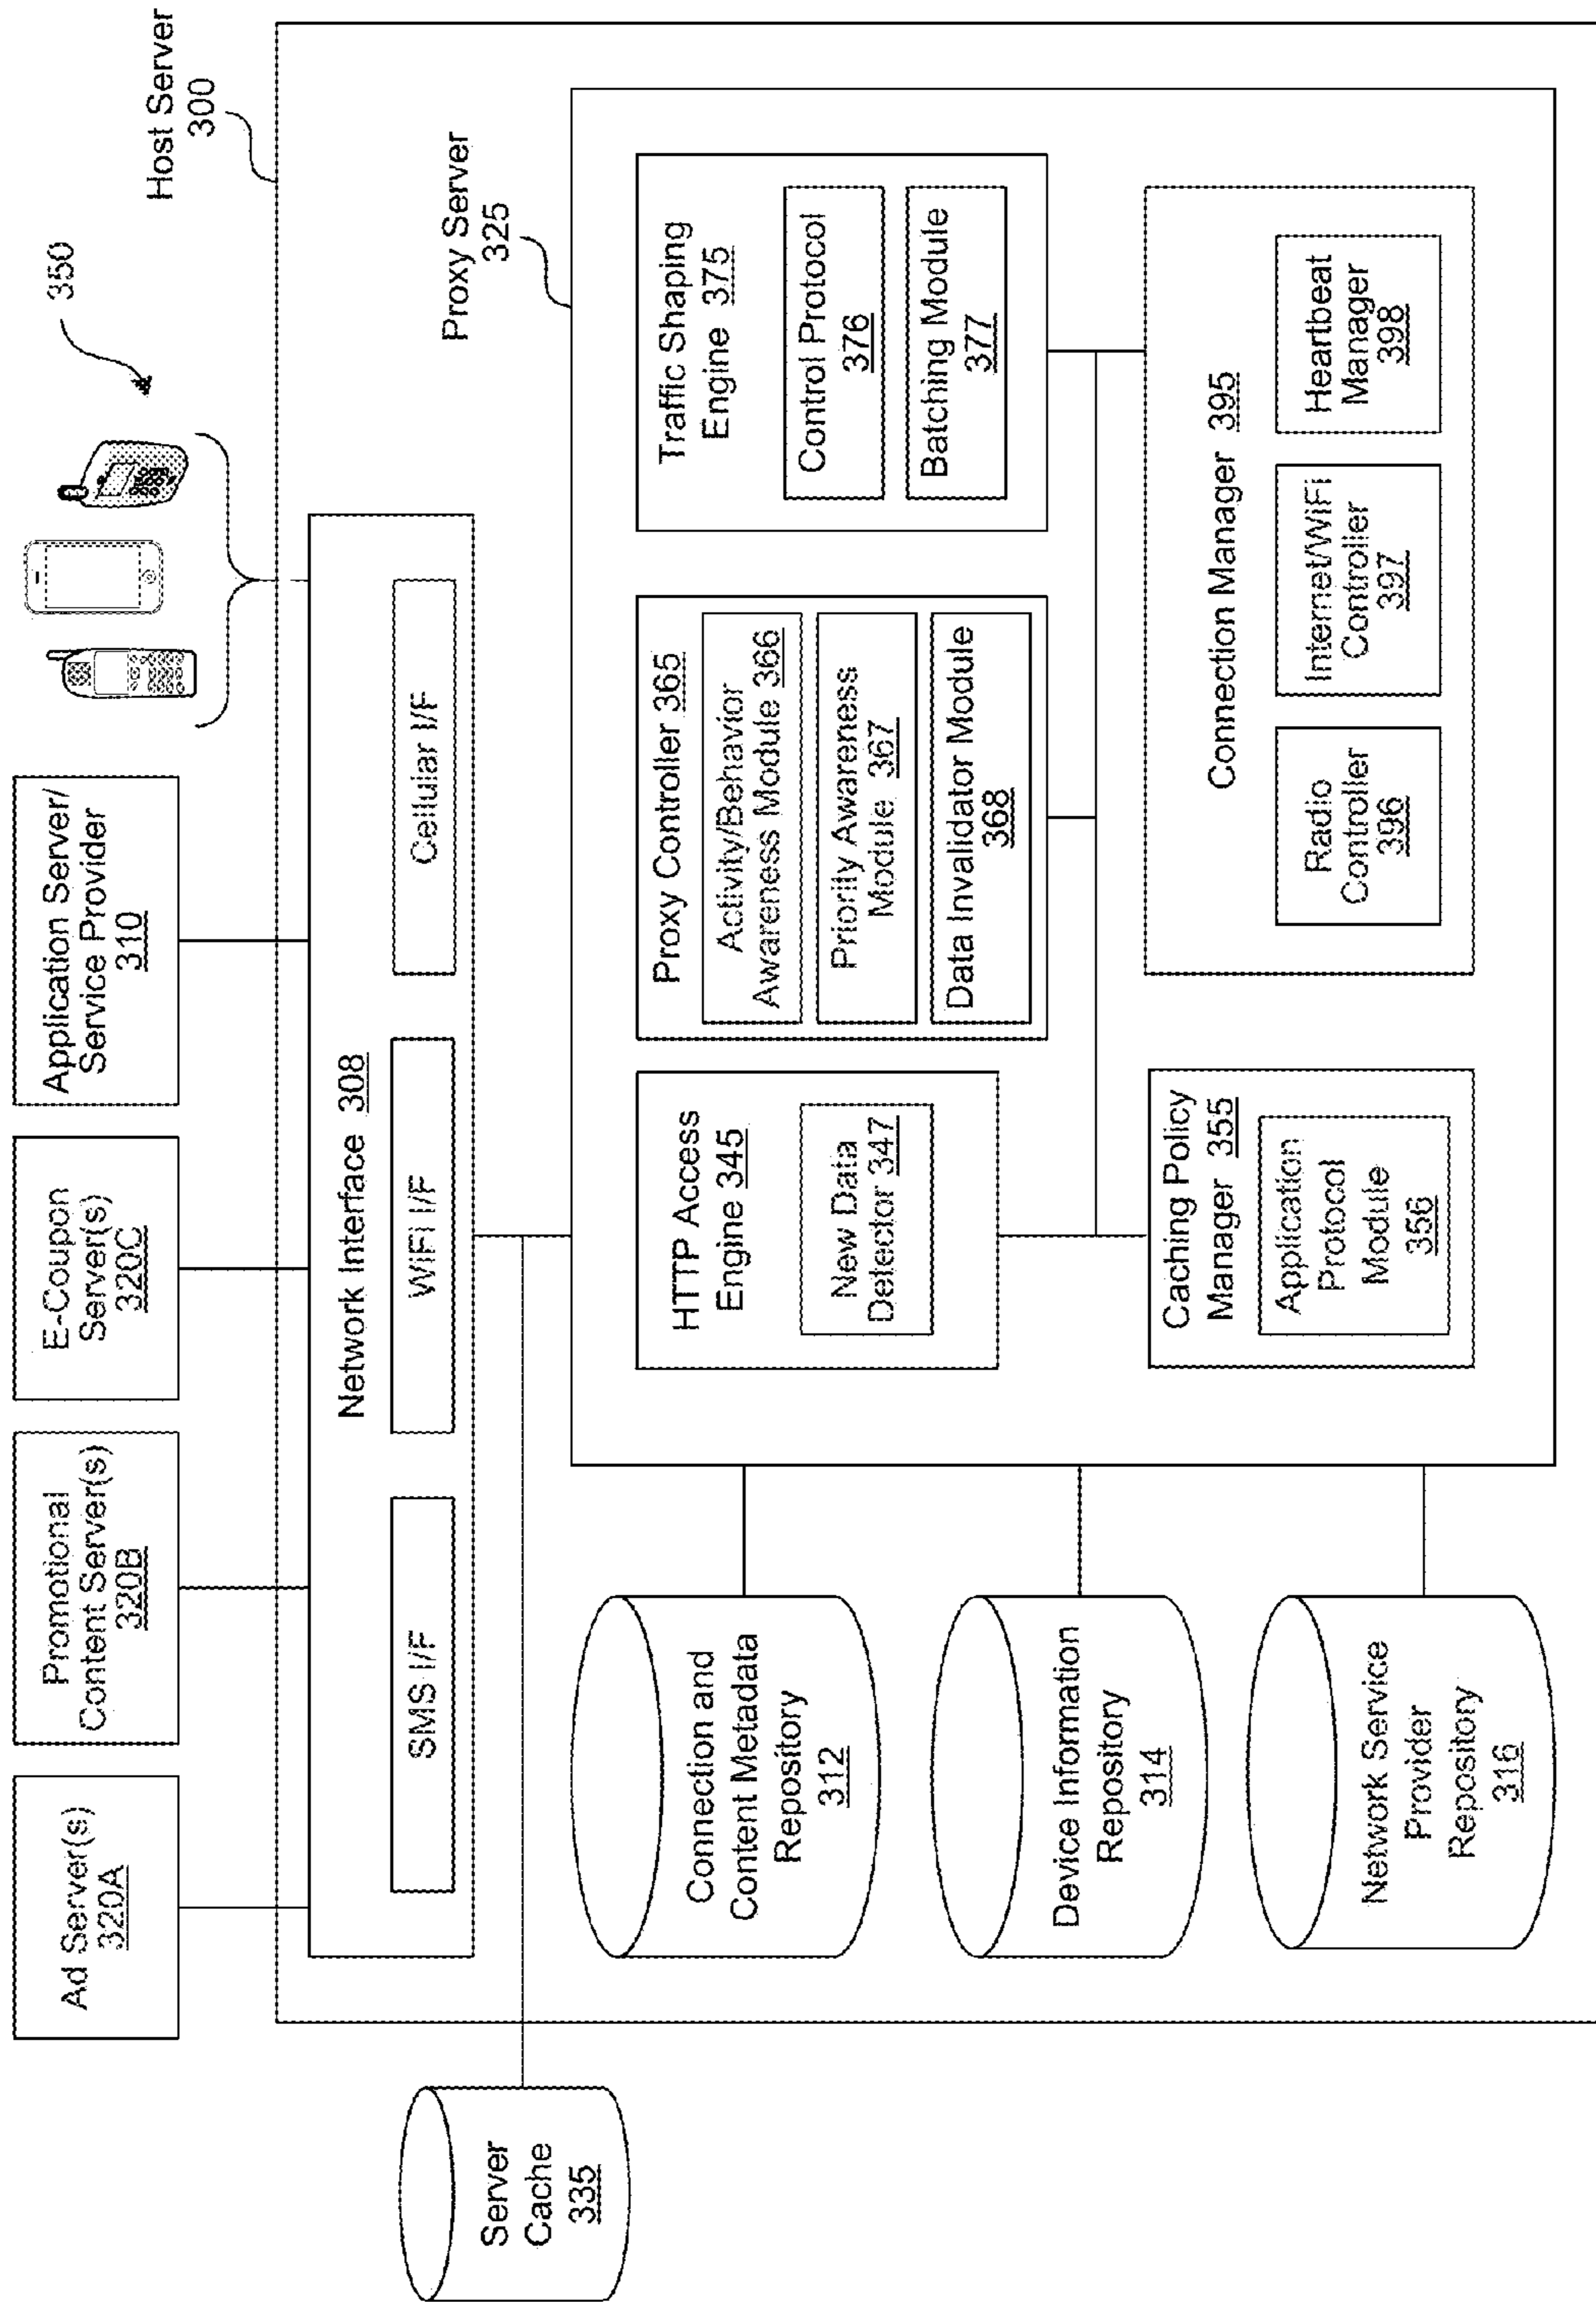 Ad Server(s)
320A
Promotional
Content Server(s)
320B
E-Coupon
Server(s)
320C
Application Server/
Service Provider
310
350
Host Server
300
Network Interface 308
SMS I/F
WiFi I/F
Cellular I/F
Server
Cache
335
Proxy Server
325
Connection and
Content Metadata
Repository
312
Device Information
Repository
314
Network Service
Provider
Repository
316
HTTP Access
Engine 345
New Data
Detector 347
Proxy Controller 365
Activity/Behavior
Awareness Module 366
Priority Awareness
Module 367
Data Invalidator Module
368
Traffic Shaping
Engine 375
Control Protocol
376
Batching Module
377
Caching Policy
Manager 355
Application
Protocol
Module
356
Connection Manager 395
Radio
Controller
396
Internet/WiFi
Controller
397
Heartbeat
Manager
398